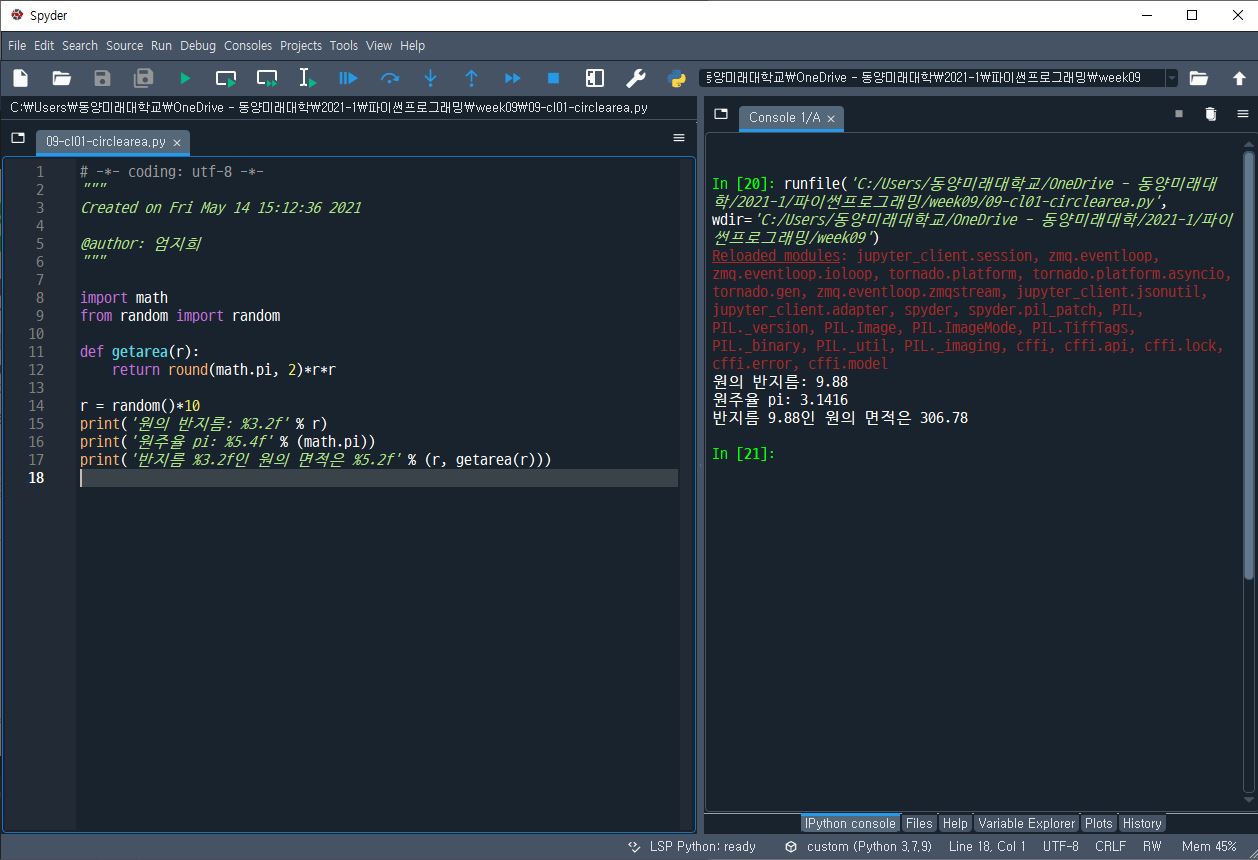 Spyder
File Edit Search Source Run Debug Consoles Projects Tools View Help
동양미래대학교₩OneDrive - 동양미래대학₩2021-1₩파이썬프로그래밍₩week09
C:₩Users₩동양미래대학교₩OneDrive - 동양미래대학₩2021-1₩파이썬프로그래밍₩week09₩09-cl01-circlearea.py
09-cl01-circlearea.py
1 # -*- coding: utf-8 -*-
2 """
3 Created on Fri May 14 15:12:36 2021
4
5 @author: 엄지희
6 """
7
8 import math
9 from random import random
10
11 def getarea(r):
12     return round(math.pi, 2)*r*r
13
14 r = random()*10
15 print('원의 반지름: %3.2f' % r)
16 print('원주율 pi: %5.4f' % (math.pi))
17 print('반지름 %3.2f인 원의 면적은 %5.2f' % (r, getarea(r)))
18
Console 1/A
In [20]: runfile('C:/Users/동양미래대학교/OneDrive - 동양미래대
학/2021-1/파이썬프로그래밍/week09/09-cl01-circlearea.py',
wdir='C:/Users/동양미래대학교/OneDrive - 동양미래대학/2021-1/파이
썬프로그래밍/week09')
Reloaded modules: jupyter_client.session, zmq.eventloop,
zmq.eventloop.ioloop, tornado.platform, tornado.platform.asyncio,
tornado.gen, zmq.eventloop.zmqstream, jupyter_client.jsonutil,
jupyter_client.adapter, spyder, spyder.pil_patch, PIL,
PIL._version, PIL.Image, PIL.ImageMode, PIL.TiffTags,
PIL._binary, PIL._util, PIL._imaging, cffi, cffi.api, cffi.lock,
cffi.error, cffi.model
원의 반지름: 9.88
원주율 pi: 3.1416
반지름 9.88인 원의 면적은 306.78
In [21]:
IPython console Files Help Variable Explorer Plots History
LSP Python: ready custom (Python 3.7.9) Line 18, Col 1 UTF-8 CRLF RW Mem 45%